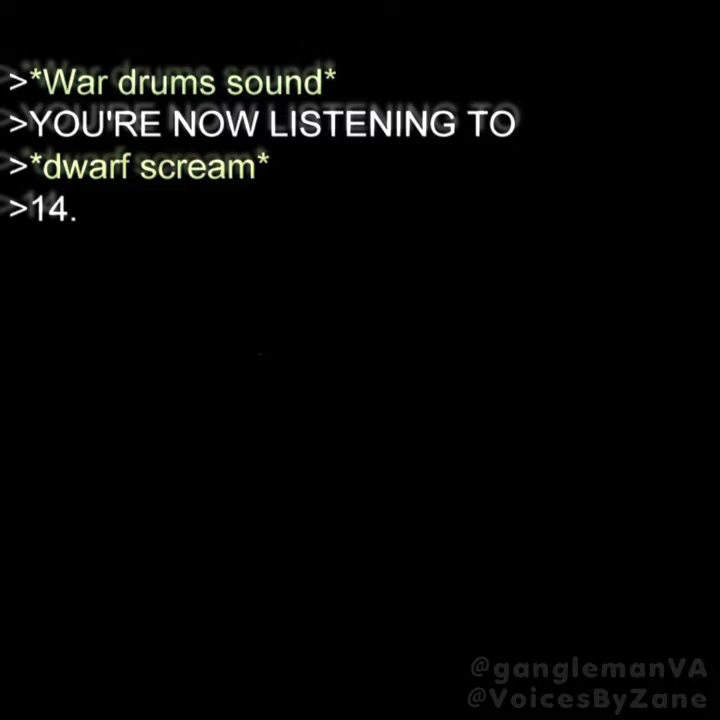 >*War drums sound*
>YOU'RE NOW LISTENING TO
>*dwarf scream*
>14.
@ganglemanVA
@VoicesByZane